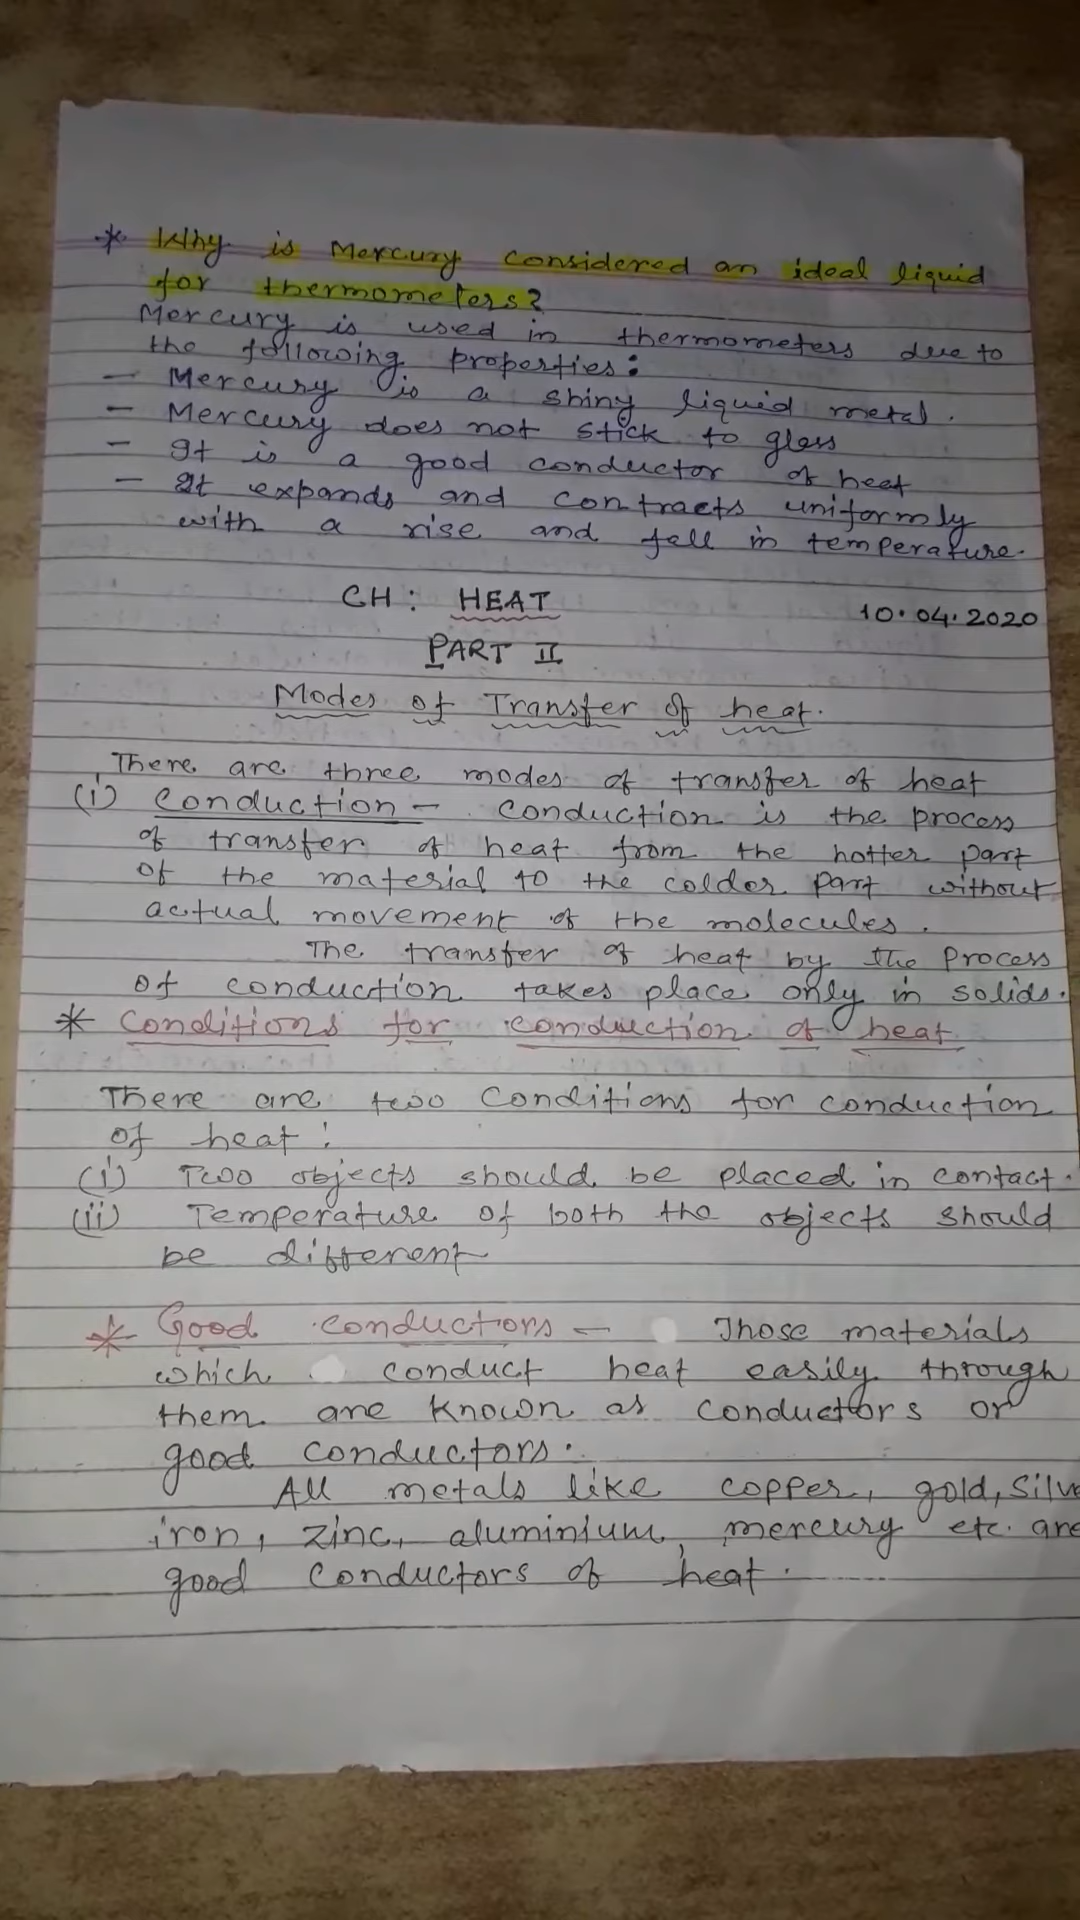 * Why is Mercury considered an ideal liquid
for thermometers?
Mercury is used in thermometers due to
the following properties:
- Mercury is a shiny liquid metal.
- Mercury does not stick to glass
- It is a good conductor of heat
- It expands and contracts uniformly
with a rise and fall in temperature.
CH: HEAT 10.04.2020
PART II
Modes of Transfer of heat.
There are three modes of transfer of heat
(i) Conduction - Conduction is the process
of transfer of heat from the hotter part
of the material to the colder part without
actual movement of the molecules.
The transfer of heat by the process
of conduction takes place only in solids.
* Conditions for conduction of heat
There are two conditions for conduction
of heat:
(i) Two objects should be placed in contact.
(ii) Temperature of both the objects should
be different
* Good conductors - Those materials
which conduct heat easily through
them are known as conductors or
good conductors.
All metals like copper, gold, Silve
iron, zinc, aluminium, mercury etc. are
good conductors of heat.